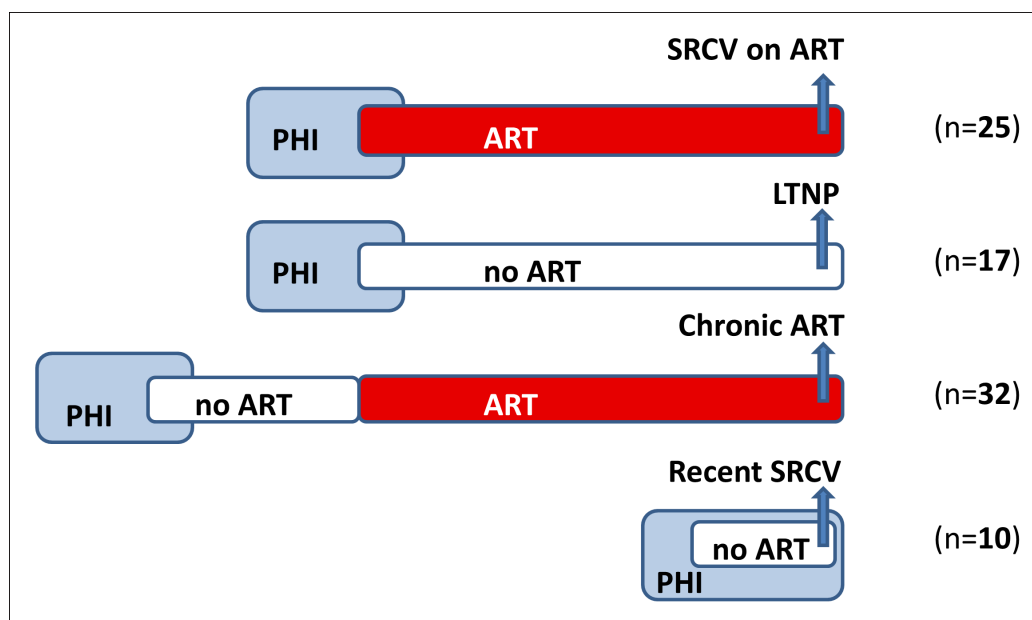 SRCV on ART
PHI ART (n=25)
LTNP
PHI no ART (n=17)
Chronic ART
PHI no ART ART (n=32)
Recent SRCV
no ART (n=10)
PHI